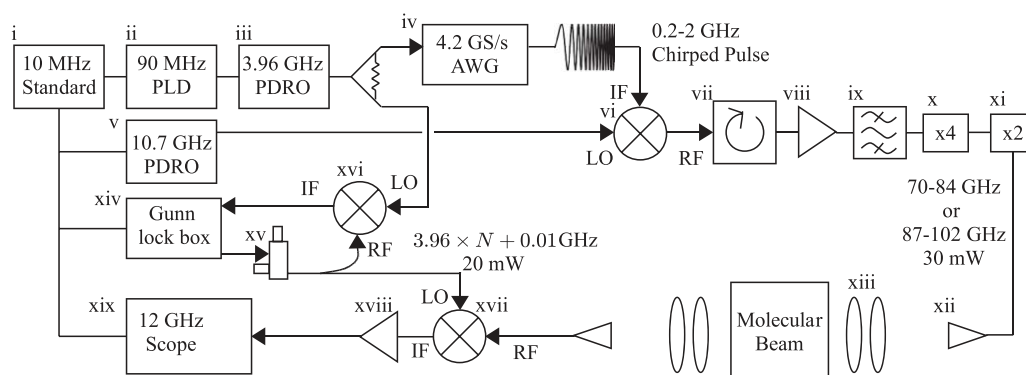 i
10 MHz
Standard
ii
90 MHz
PLD
iii
3.96 GHz
PDRO
iv
4.2 GS/s
AWG
0.2-2 GHz
Chirped Pulse
v
10.7 GHz
PDRO
IF
vi
LO
RF
vii
viii
ix
x
x4
xi
x2
70-84 GHz
or
87-102 GHz
30 mW
xiv
Gunn
lock box
IF
xvi
LO
RF
xv
3.96 × N + 0.01GHz
20 mW
xix
12 GHz
Scope
xviii
IF
LO
xvii
RF
Molecular
Beam
xiii
xii